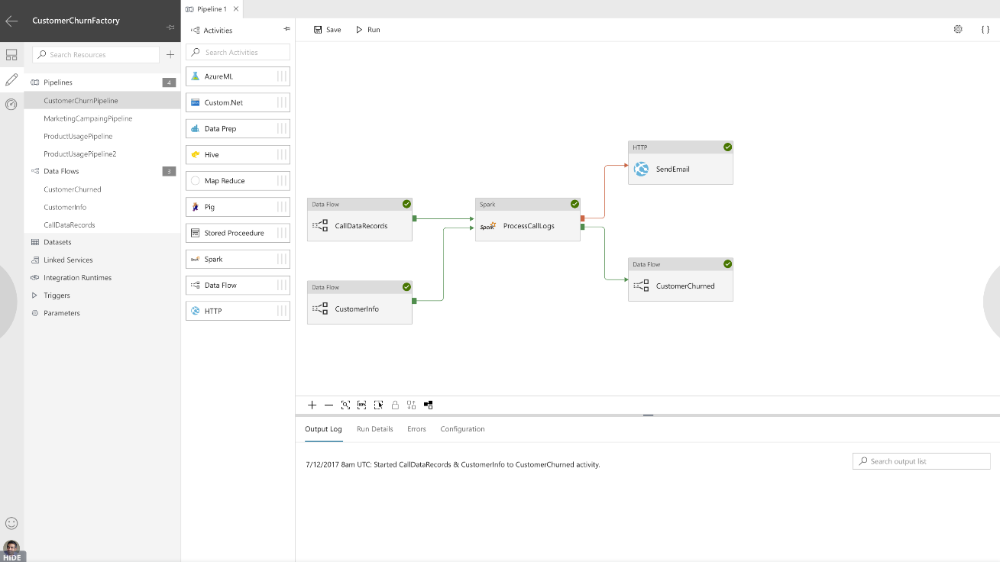 CustomerChurnFactory
Pipeline 1
Activities
Save
Run
{ }
Search Resources
Search Activities
Pipelines
4
CustomerChurnPipeline
MarketingCampaingPipeline
ProductUsagePipeline
ProductUsagePipeline2
Data Flows
3
CustomerChurned
CustomerInfo
CallDataRecords
Datasets
Linked Services
Integration Runtimes
Triggers
Parameters
HIDE
AzureML
Custom.Net
Data Prep
Hive
Map Reduce
Pig
Stored Proceedure
Spark
Data Flow
HTTP
Data Flow
CallDataRecords
Data Flow
CustomerInfo
Spark
Spark
ProcessCallLogs
HTTP
SendEmail
Data Flow
CustomerChurned
100%
Output Log
Run Details
Errors
Configuration
7/12/2017 8am UTC: Started CallDataRecords & CustomerInfo to CustomerChurned activity.
Search output list